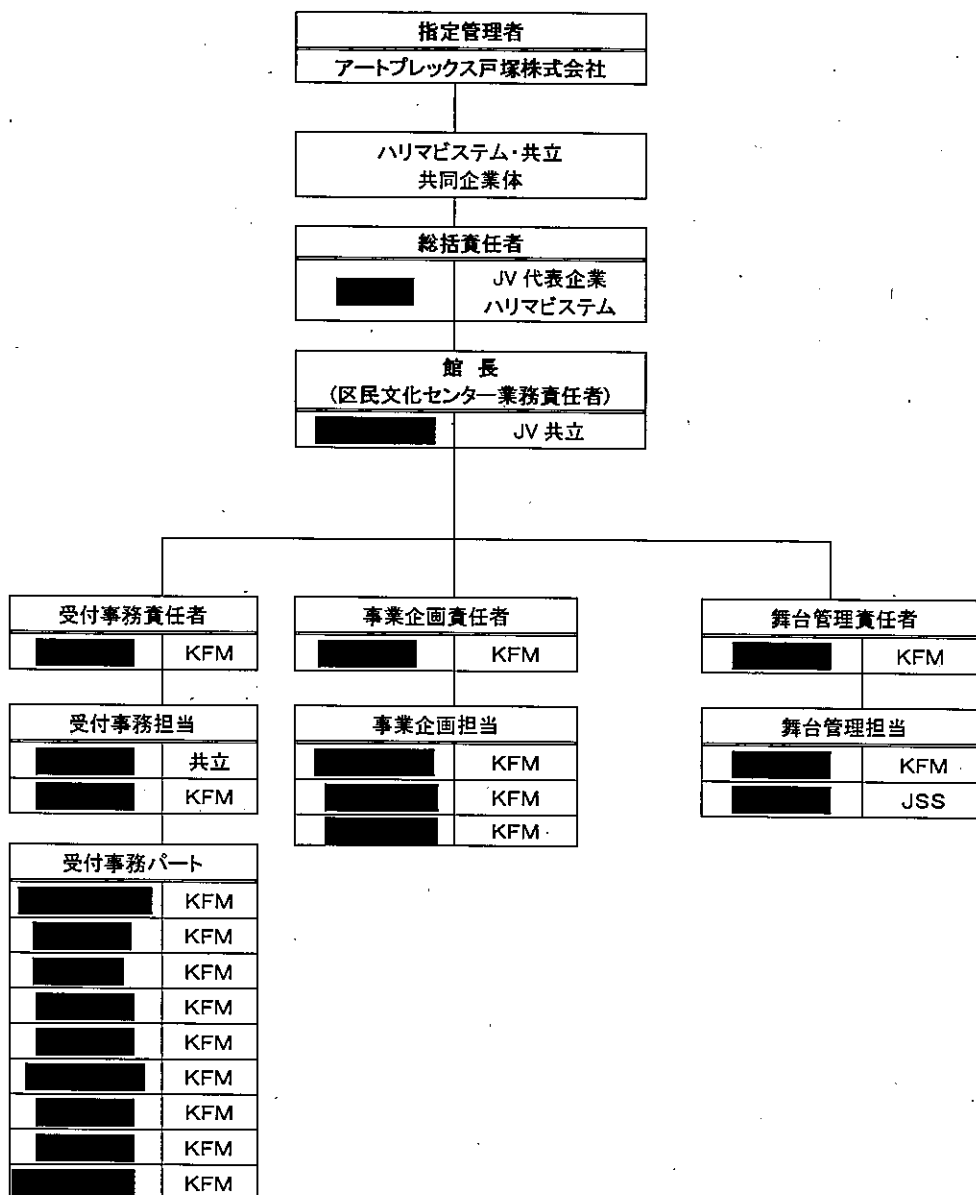 指定管理者
アートプレックス戸塚株式会社
ハリマビステム・共立
共同企業体
総括責任者
JV 代表企業
ハリマビステム
館 長
(区民文化センター業務責任者)
JV 共立
受付事務責任者
KFM
受付事務担当
共立
KFM
受付事務パート
KFM
KFM
KFM
KFM
KFM
KFM
KFM
KFM
KFM
事業企画責任者
KFM
事業企画担当
KFM
KFM
KFM
舞台管理責任者
KFM
舞台管理担当
KFM
JSS